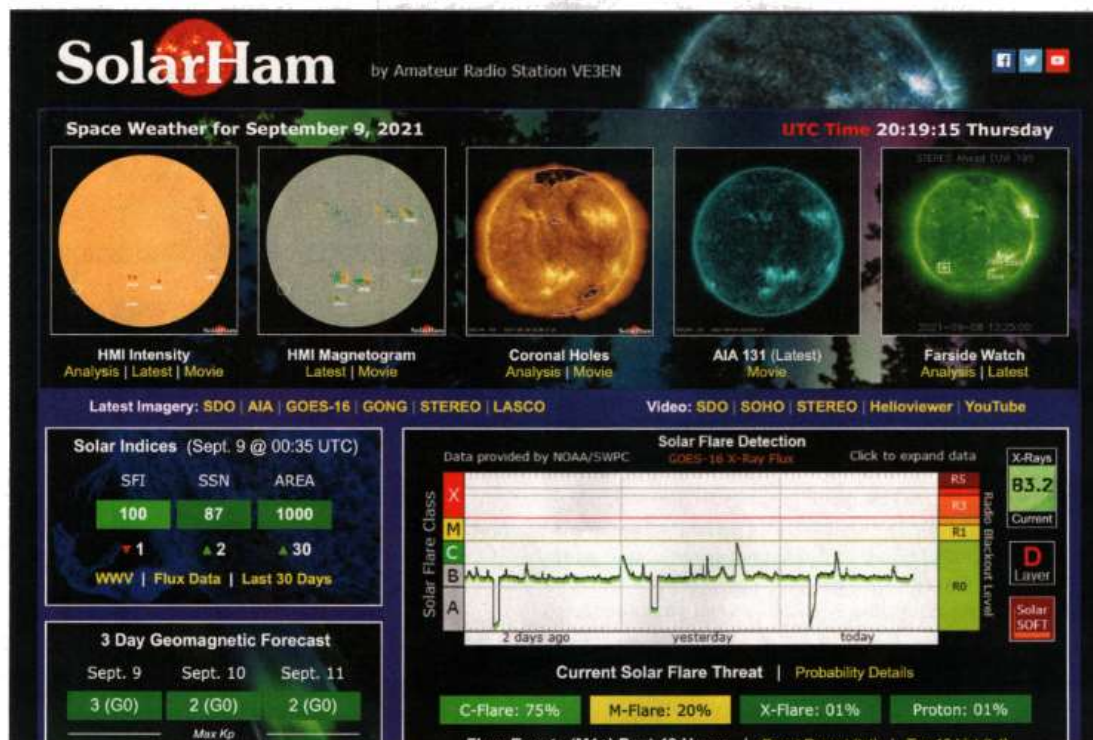 SolarHam
by Amateur Radio Station VE3EN
Space Weather for September 9, 2021
UTC Time 20:19:15 Thursday
STEREO Ahead EUVI 195
SolarHam
SolarHam
SolarHam
HMI Intensity
Analysis | Latest | Movie
HMI Magnetogram
Latest | Movie
Coronal Holes
Analysis | Movie
AIA 131 (Latest)
Movie
Farside Watch
Analysis | Latest
Latest Imagery: SDO | AIA | GOES-16 | GONG | STEREO | LASCO
Video: SDO | SOHO | STEREO | Helioviewer | YouTube
Solar Indices (Sept. 9 @ 00:35 UTC)
SFI SSN AREA
100 87 1000
▼ 1 ▲ 2 ▲ 30
WWV | Flux Data | Last 30 Days
3 Day Geomagnetic Forecast
Sept. 9 Sept. 10 Sept. 11
3 (G0) 2 (G0) 2 (G0)
Max Kp
Solar Flare Detection
Data provided by NOAA/SWPC
GOES-16 X-Ray Flux
Click to expand data
Solar Flare Class
X
M
C
B
A
R5
R3
R1
R0
Radio Blackout Level
2 days ago
yesterday
today
X-Rays
B3.2
Current
D
Layer
Solar
SOFT
Current Solar Flare Threat | Probability Details
C-Flare: 75% M-Flare: 20% X-Flare: 01% Proton: 01%